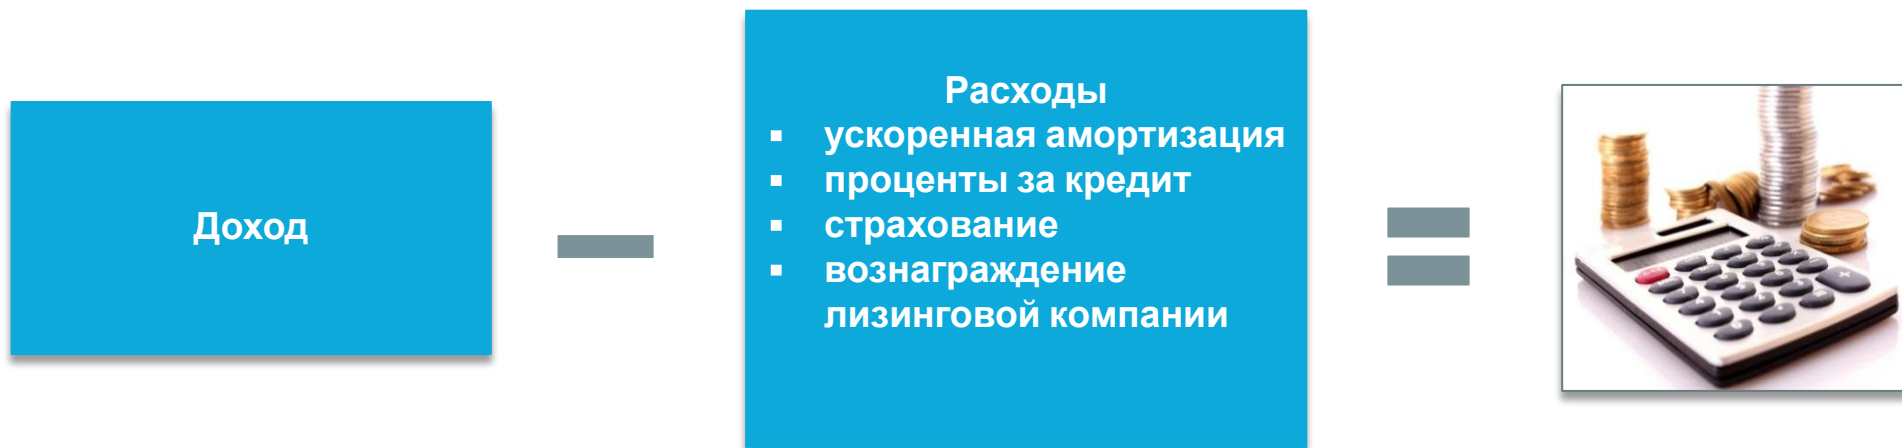 Доход
Расходы
▪ ускоренная амортизация
▪ проценты за кредит
▪ страхование
▪ вознаграждение
лизинговой компании